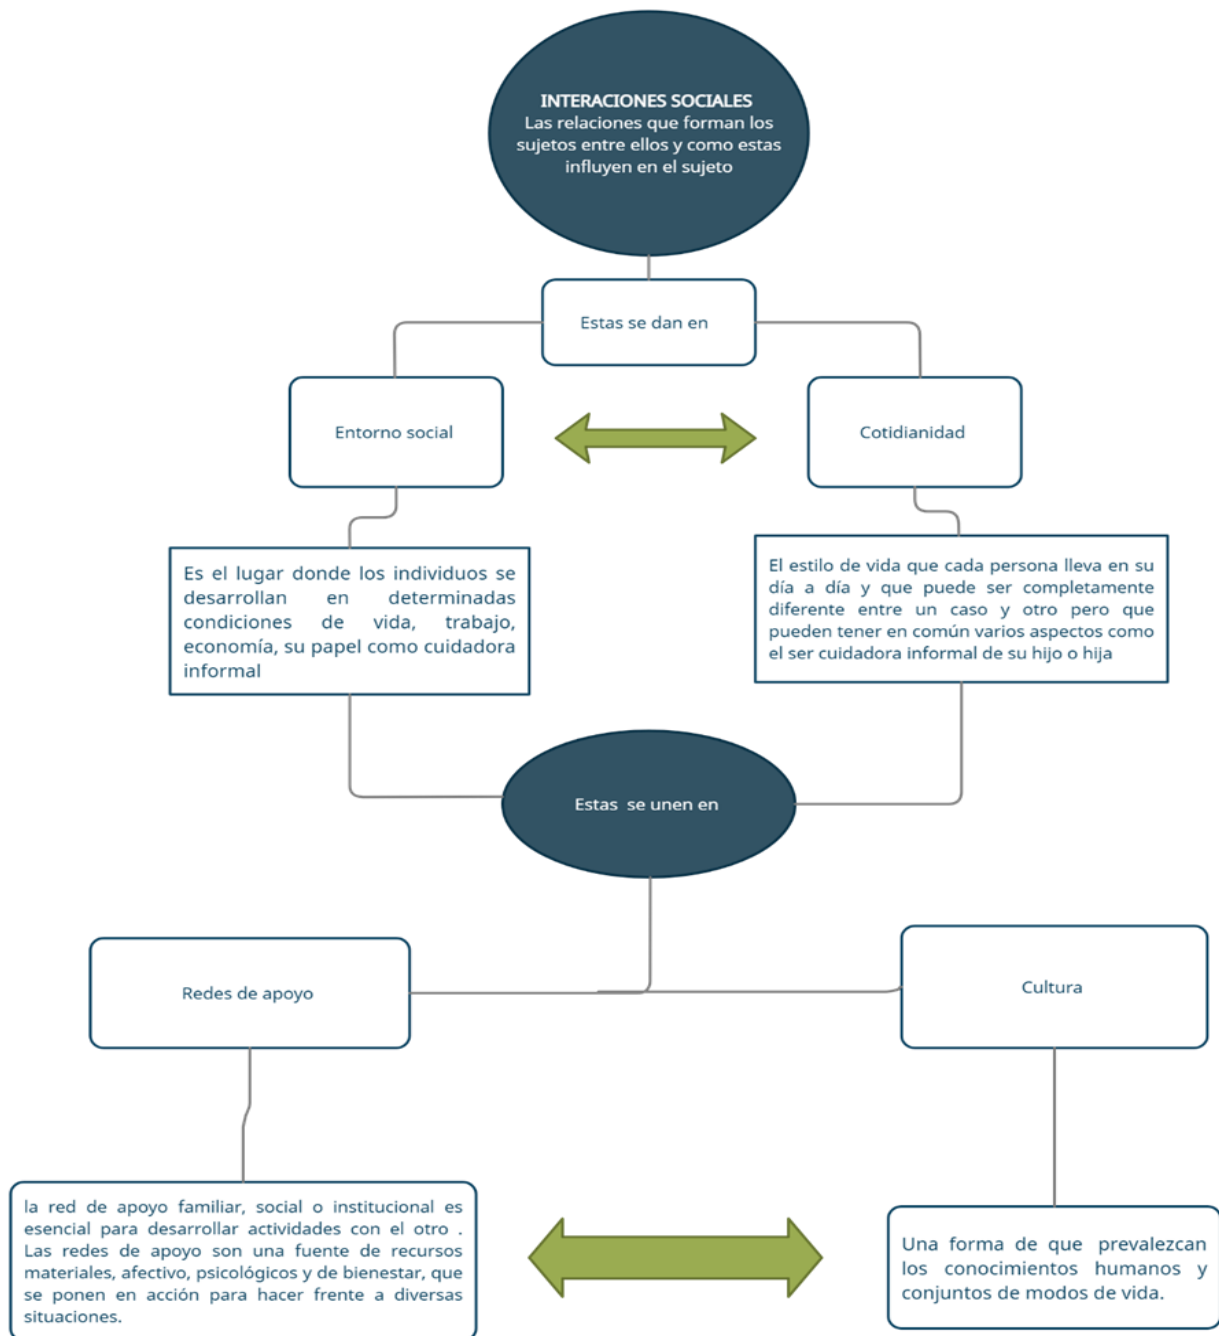 INTERACIONES SOCIALES
Las relaciones que forman los
sujetos entre ellos y como estas
influyen en el sujeto
Estas se dan en
Entorno social
Cotidianidad
Es el lugar donde los individuos se
desarrollan en determinadas
condiciones de vida, trabajo,
economía, su papel como cuidadora
informal
El estilo de vida que cada persona lleva en su
día a día y que puede ser completamente
diferente entre un caso y otro pero que
pueden tener en común varios aspectos como
el ser cuidadora informal de su hijo o hija
Estas se unen en
Redes de apoyo
Cultura
la red de apoyo familiar, social o institucional es
esencial para desarrollar actividades con el otro .
Las redes de apoyo son una fuente de recursos
materiales, afectivo, psicológicos y de bienestar, que
se ponen en acción para hacer frente a diversas
situaciones.
Una forma de que prevalezcan
los conocimientos humanos y
conjuntos de modos de vida.